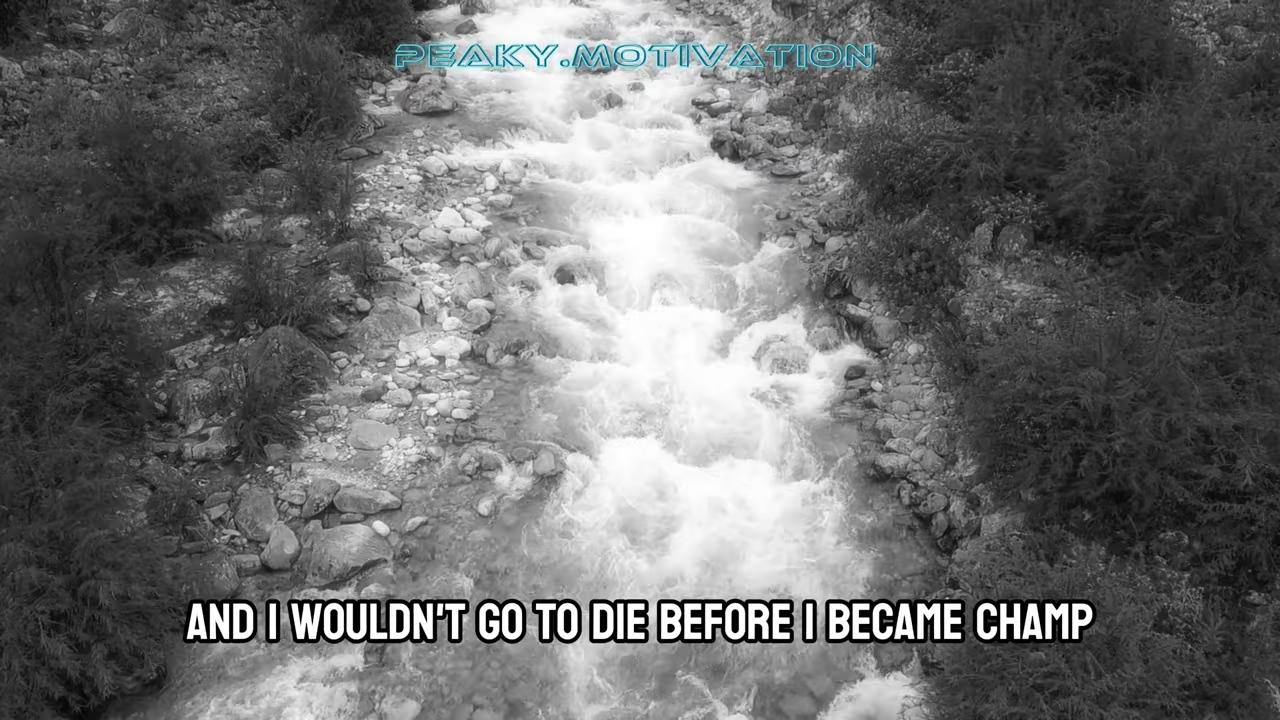 PEAKY.MOTIVATION
AND I WOULDN'T GO TO DIE BEFORE I BECAME CHAMP